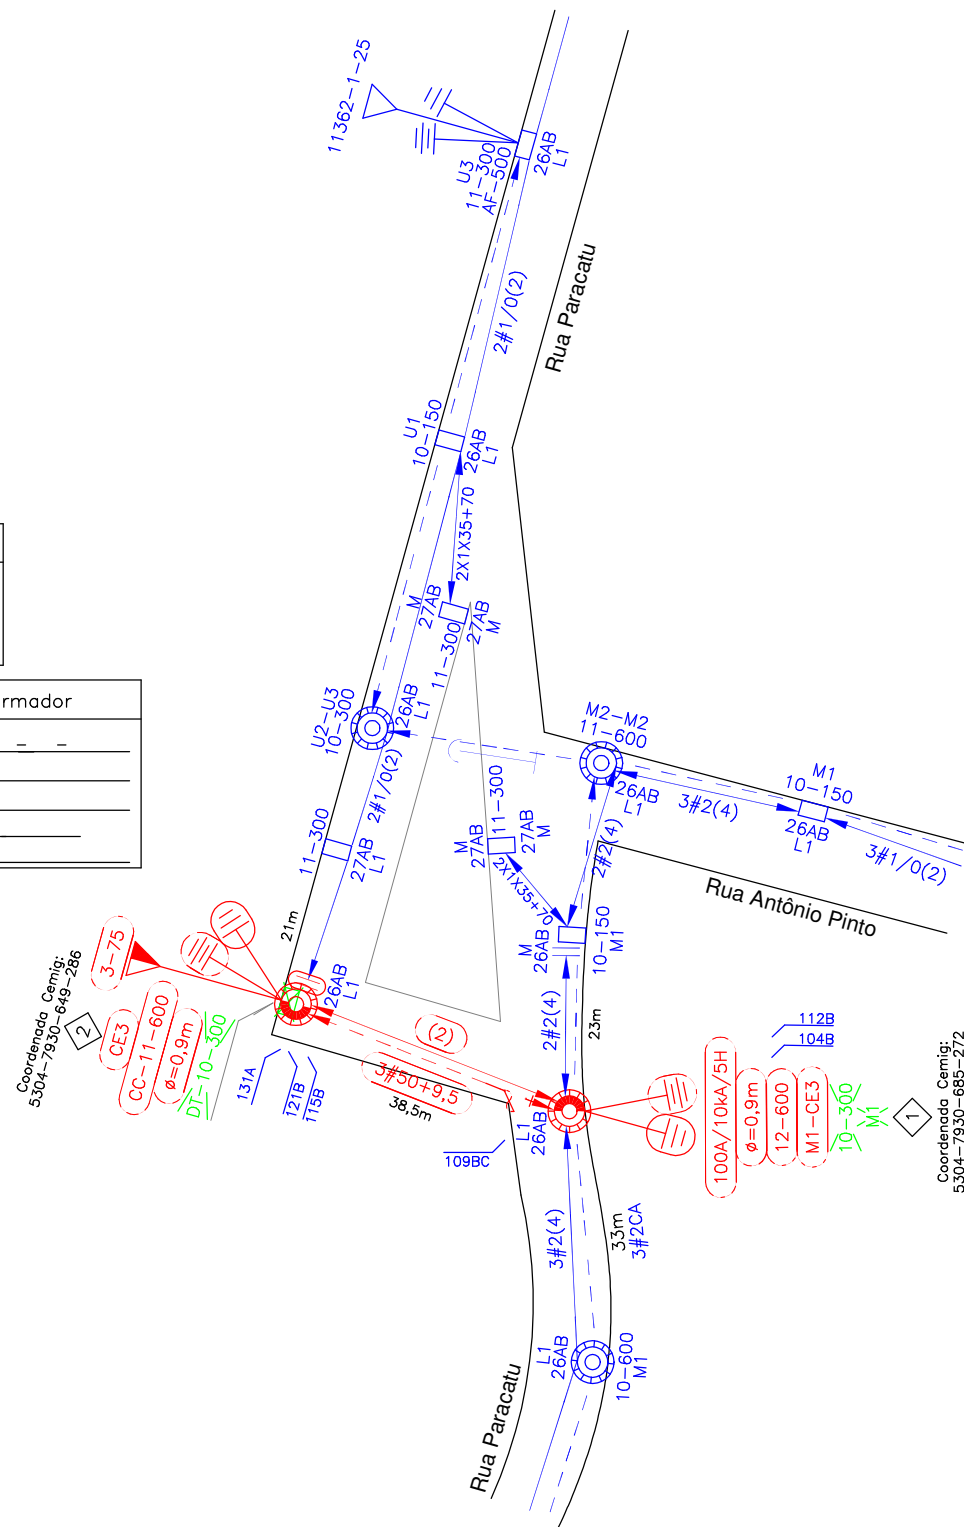 11362-1-25
U3
11-300
AF-500
26AB
L1
2#1/0(2)
Rua Paracatu
U1
10-150
26AB
L1
2X1X35+70
M
27AB
11-300
27AB
M
rmador
U2-U3
10-300
26AB
L1
2#1/0(2)
M2-M2
11-600
26AB
L1
3#2(4)
M1
10-150
26AB
L1
3#1/0(2)
11-300
27AB
L1
M
27AB
11-300
27AB
M
2#2(4)
2X1X35+70
Rua Antônio Pinto
21m
M
26AB
10-150
M1
Coordenada Cemig:
5304-7930-649-286
2
3-75
CE3
CC-11-600
ø=0,9m
DT-10-300
26AB
L1
(2)
3#50+9,5
38,5m
2#2(4)
23m
131A
121B
115B
109BC
L1
26AB
112B
104B
100A/10kA/5H
ø=0,9m
12-600
M1-CE3
10-300
M1
1
Coordenada Cemig:
5304-7930-685-272
3#2(4)
33m
3#2CA
L1
26AB
10-600
M1
Rua Paracatu